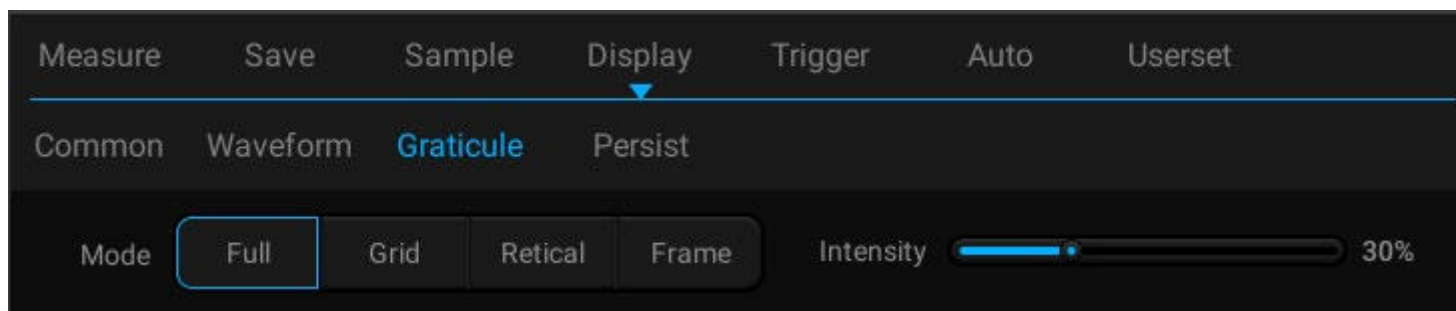 Measure Save Sample Display Trigger Auto Userset
Common Waveform Graticule Persist
Mode Full Grid Retical Frame Intensity 30%